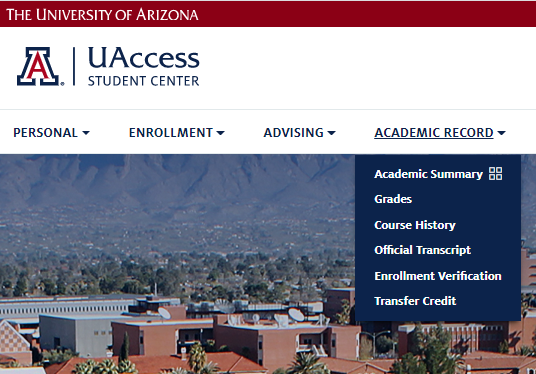 THE UNIVERSITY OF ARIZONA
A
UAccess
STUDENT CENTER
PERSONAL ENROLLMENT ADVISING ACADEMIC RECORD
Academic Summary
Grades
Course History
Official Transcript
Enrollment Verification
Transfer Credit